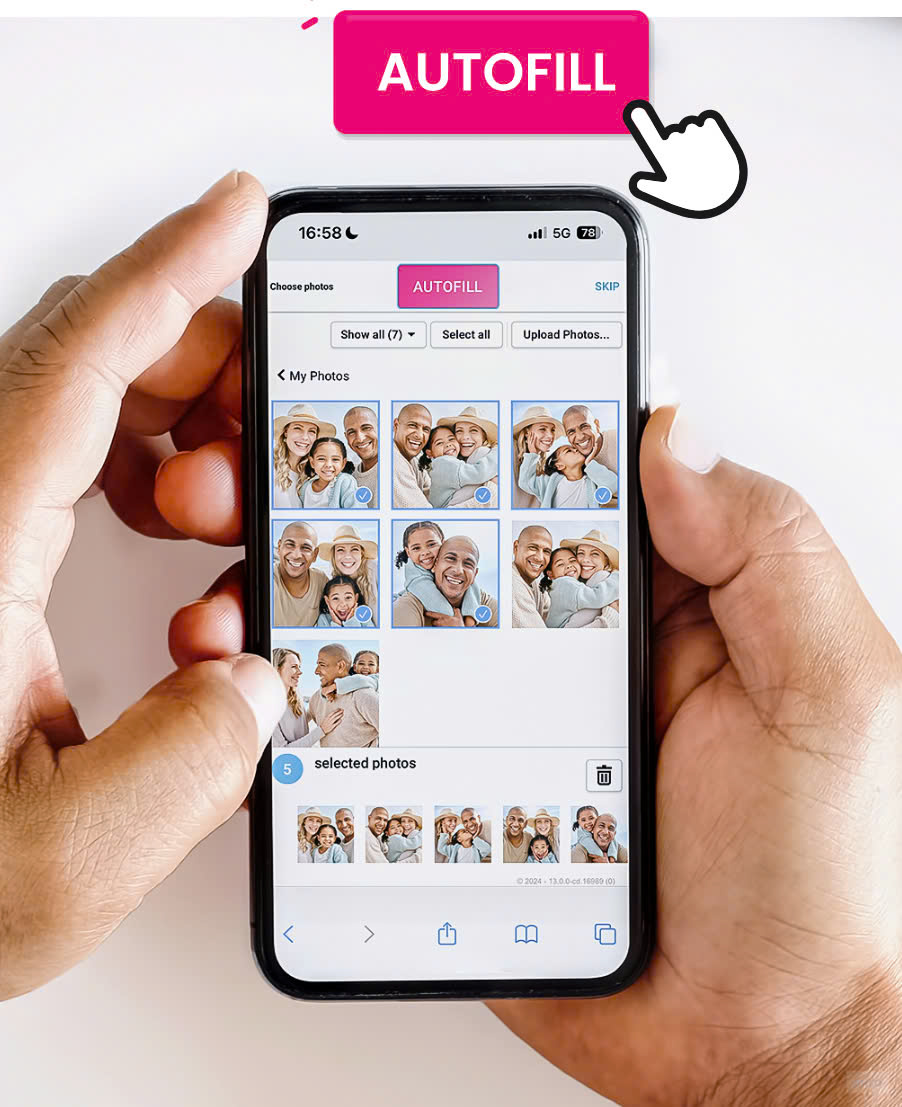 AUTOFILL
16:58 5G 78
Choose photos AUTOFILL SKIP
Show all (7) Select all Upload Photos...
My Photos
5 selected photos
© 2024 - 13.0.0-cd.16989 (0)